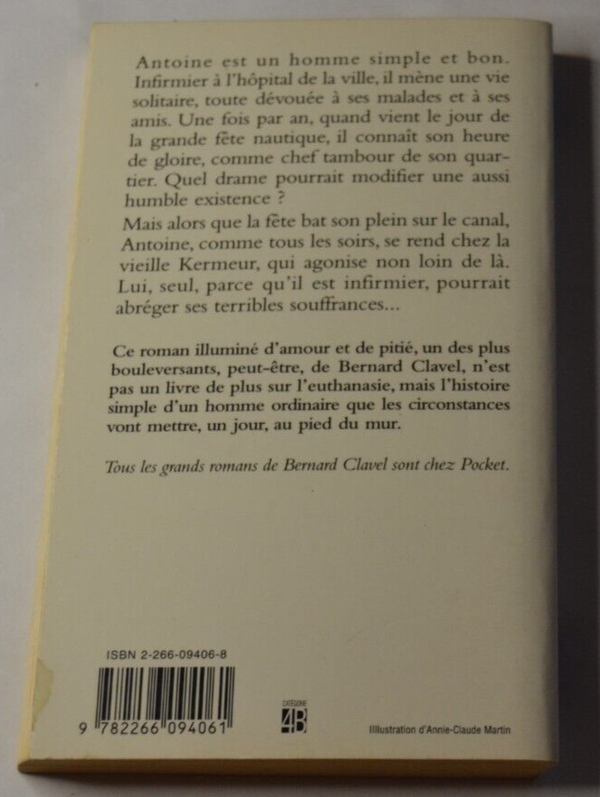 Antoine est un homme simple et bon.
Infirmier à l'hôpital de la ville, il mène une vie
solitaire, toute dévouée à ses malades et à ses
amis. Une fois par an, quand vient le jour de
la grande fête nautique, il connaît son heure
de gloire, comme chef tambour de son quar-
tier. Quel drame pourrait modifier une aussi
humble existence ?
Mais alors que la fête bat son plein sur le canal,
Antoine, comme tous les soirs, se rend chez la
vieille Kermeur, qui agonise non loin de là.
Lui, seul, parce qu'il est infirmier, pourrait
abréger ses terribles souffrances...
Ce roman illuminé d'amour et de pitié, un des plus
bouleversants, peut-être, de Bernard Clavel, n'est
pas un livre de plus sur l'euthanasie, mais l'histoire
simple d'un homme ordinaire que les circonstances
vont mettre, un jour, au pied du mur.
Tous les grands romans de Bernard Clavel sont chez Pocket.
ISBN 2-266-09406-8
9 782266 094061
CATÉGORIE
4B
Illlustration d'Annie-Claude Martin